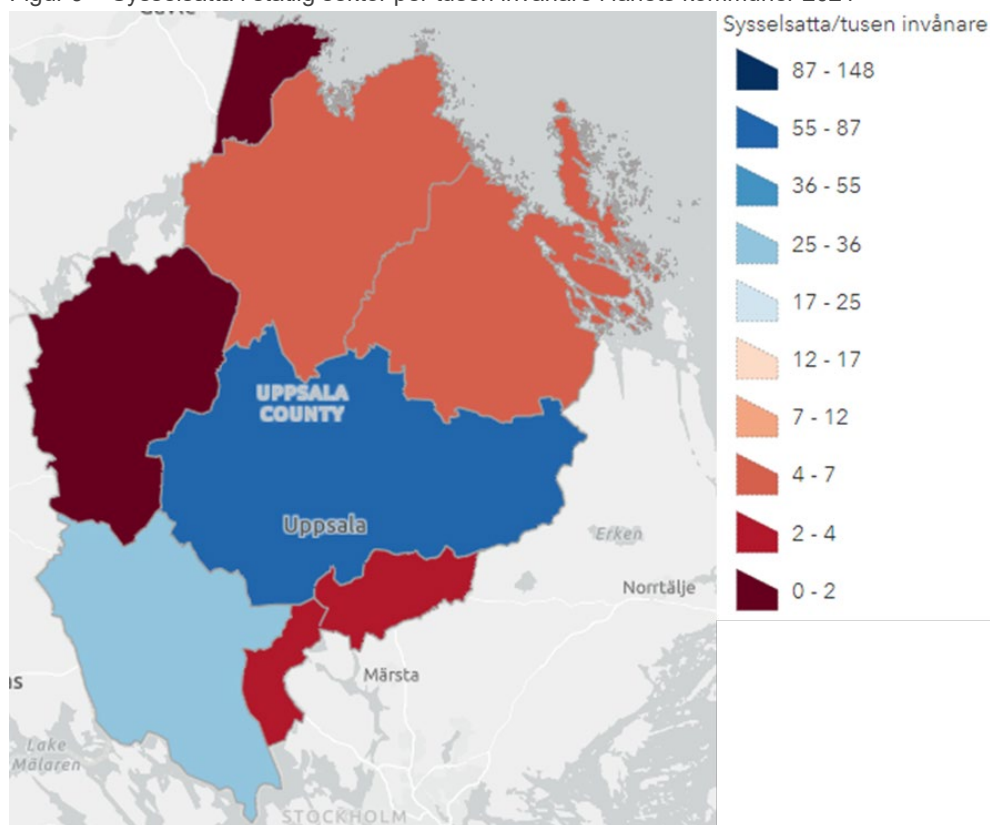 Sysselsatta/tusen invånare
87 - 148
55 - 87
36 - 55
25 - 36
17 - 25
12 - 17
7 - 12
4 - 7
2 - 4
0 - 2
UPPSALA
COUNTY
Uppsala
Erken
Norrtälje
Märsta
Lake
Mälaren
STOCKHOLM